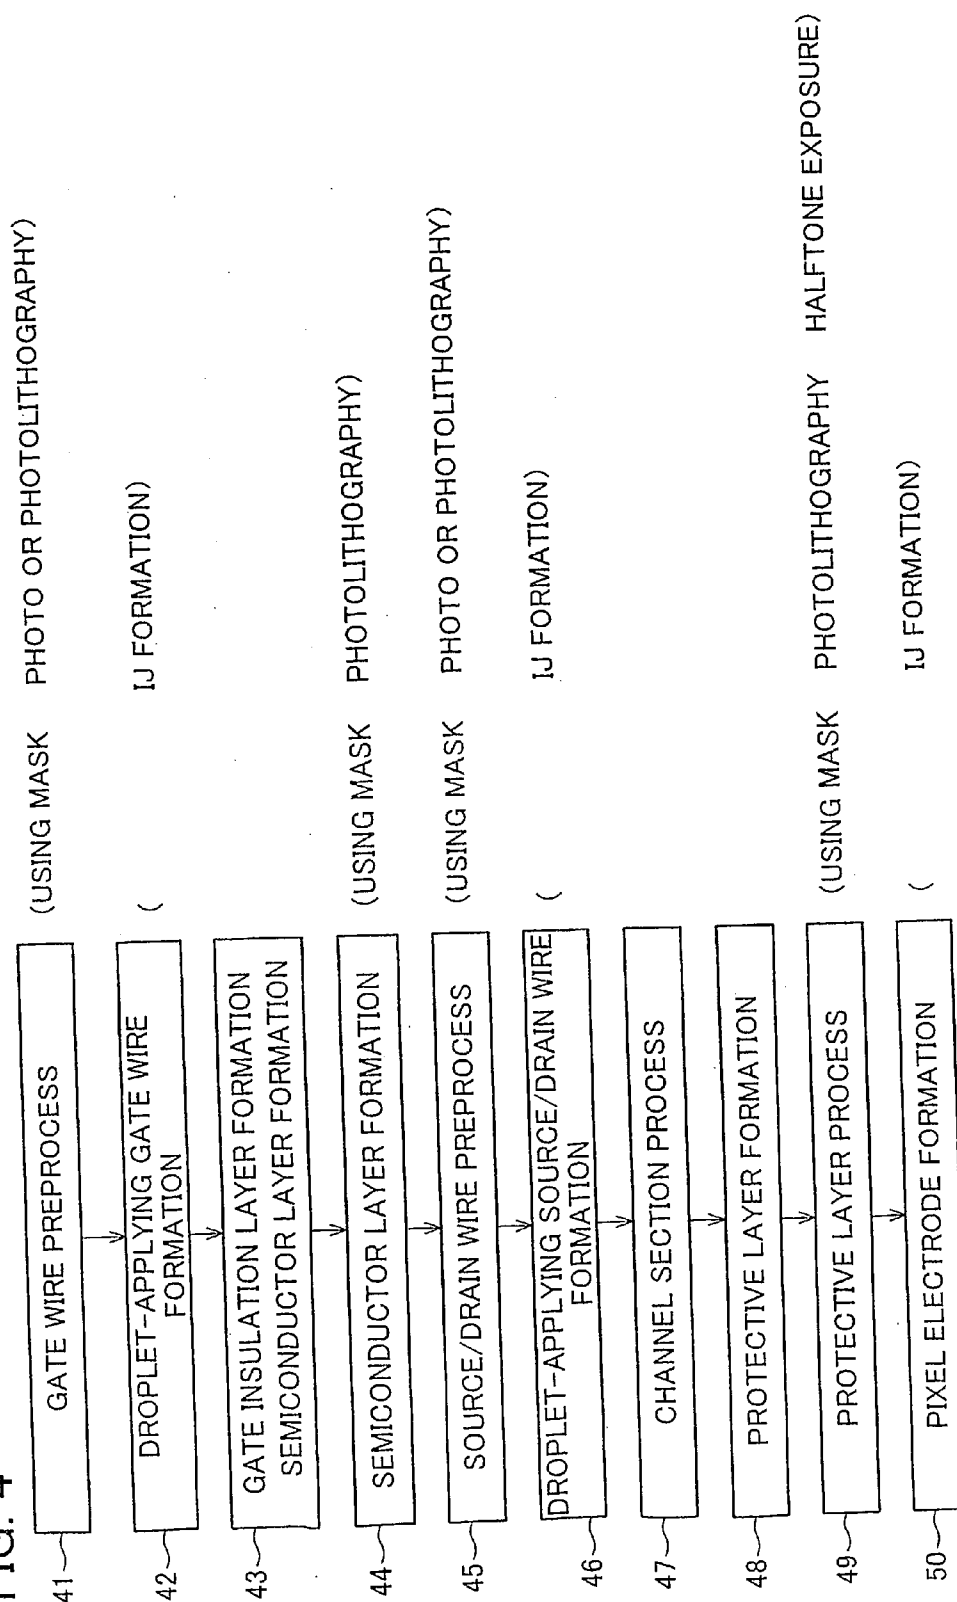 FIG. 4
41 GATE WIRE PREPROCESS (USING MASK PHOTO OR PHOTOLITHOGRAPHY)
42 DROPLET-APPLYING GATE WIRE
FORMATION ( IJ FORMATION)
43 GATE INSULATION LAYER FORMATION
SEMICONDUCTOR LAYER FORMATION
44 SEMICONDUCTOR LAYER FORMATION (USING MASK PHOTOLITHOGRAPHY)
45 SOURCE/DRAIN WIRE PREPROCESS (USING MASK PHOTO OR PHOTOLITHOGRAPHY)
46 DROPLET-APPLYING SOURCE/DRAIN WIRE
FORMATION ( IJ FORMATION)
47 CHANNEL SECTION PROCESS
48 PROTECTIVE LAYER FORMATION
49 PROTECTIVE LAYER PROCESS (USING MASK PHOTOLITHOGRAPHY HALFTONE EXPOSURE)
50 PIXEL ELECTRODE FORMATION ( IJ FORMATION)